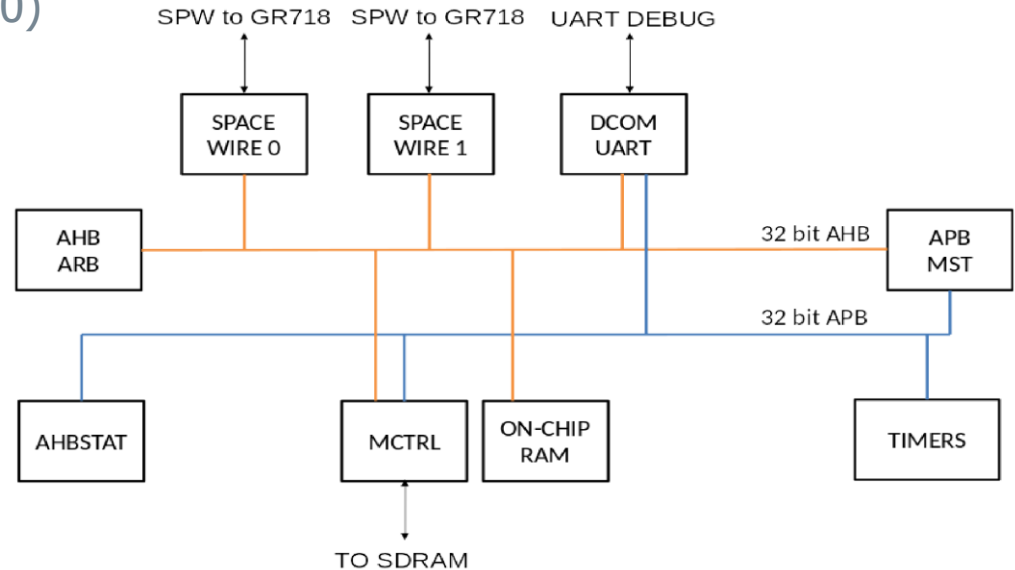 0)
SPW to GR718
SPW to GR718
UART DEBUG
SPACE
WIRE 0
SPACE
WIRE 1
DCOM
UART
AHB
ARB
32 bit AHB
APB
MST
32 bit APB
AHBSTAT
MCTRL
ON-CHIP
RAM
TIMERS
TO SDRAM